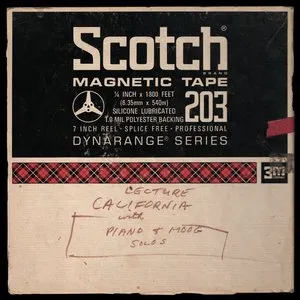 Scotch
BRAND
MAGNETIC TAPE
¼ INCH x 1800 FEET
(6.35mm x 540m)
SILICONE LUBRICATED
1.0 MIL POLYESTER BACKING
203
7 INCH REEL - SPLICE FREE - PROFESSIONAL
DYNARANGE® SERIES
3M
LECTURE
CALIFORNIA
with
PIANO & MOOG
SOLOS